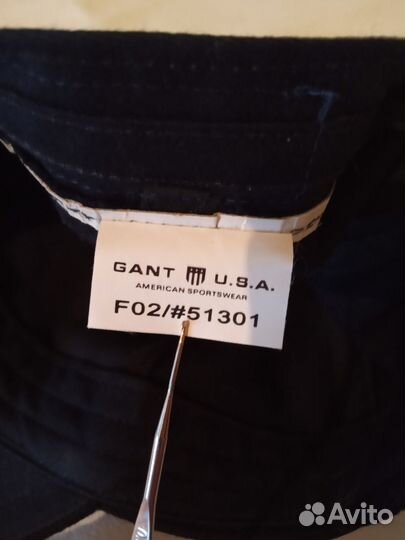 GANT U.S.A.
AMERICAN SPORTSWEAR
F02/#51301
Avito